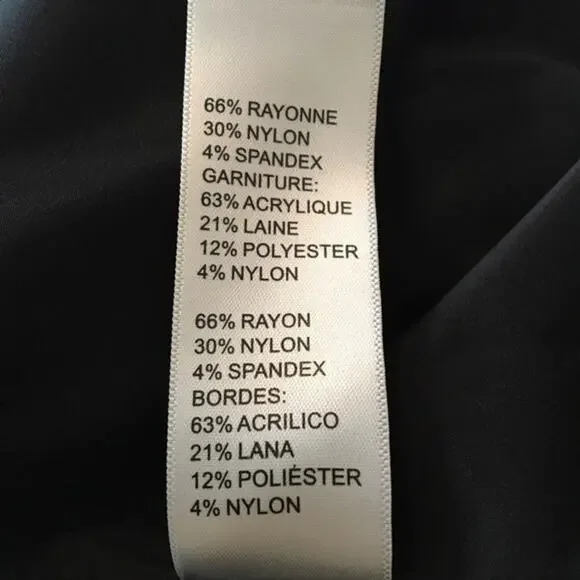 66% RAYONNE
30% NYLON
4% SPANDEX
GARNITURE:
63% ACRYLIQUE
21% LAINE
12% POLYESTER
4% NYLON
66% RAYON
30% NYLON
4% SPANDEX
BORDES:
63% ACRILICO
21% LANA
12% POLIÉSTER
4% NYLON